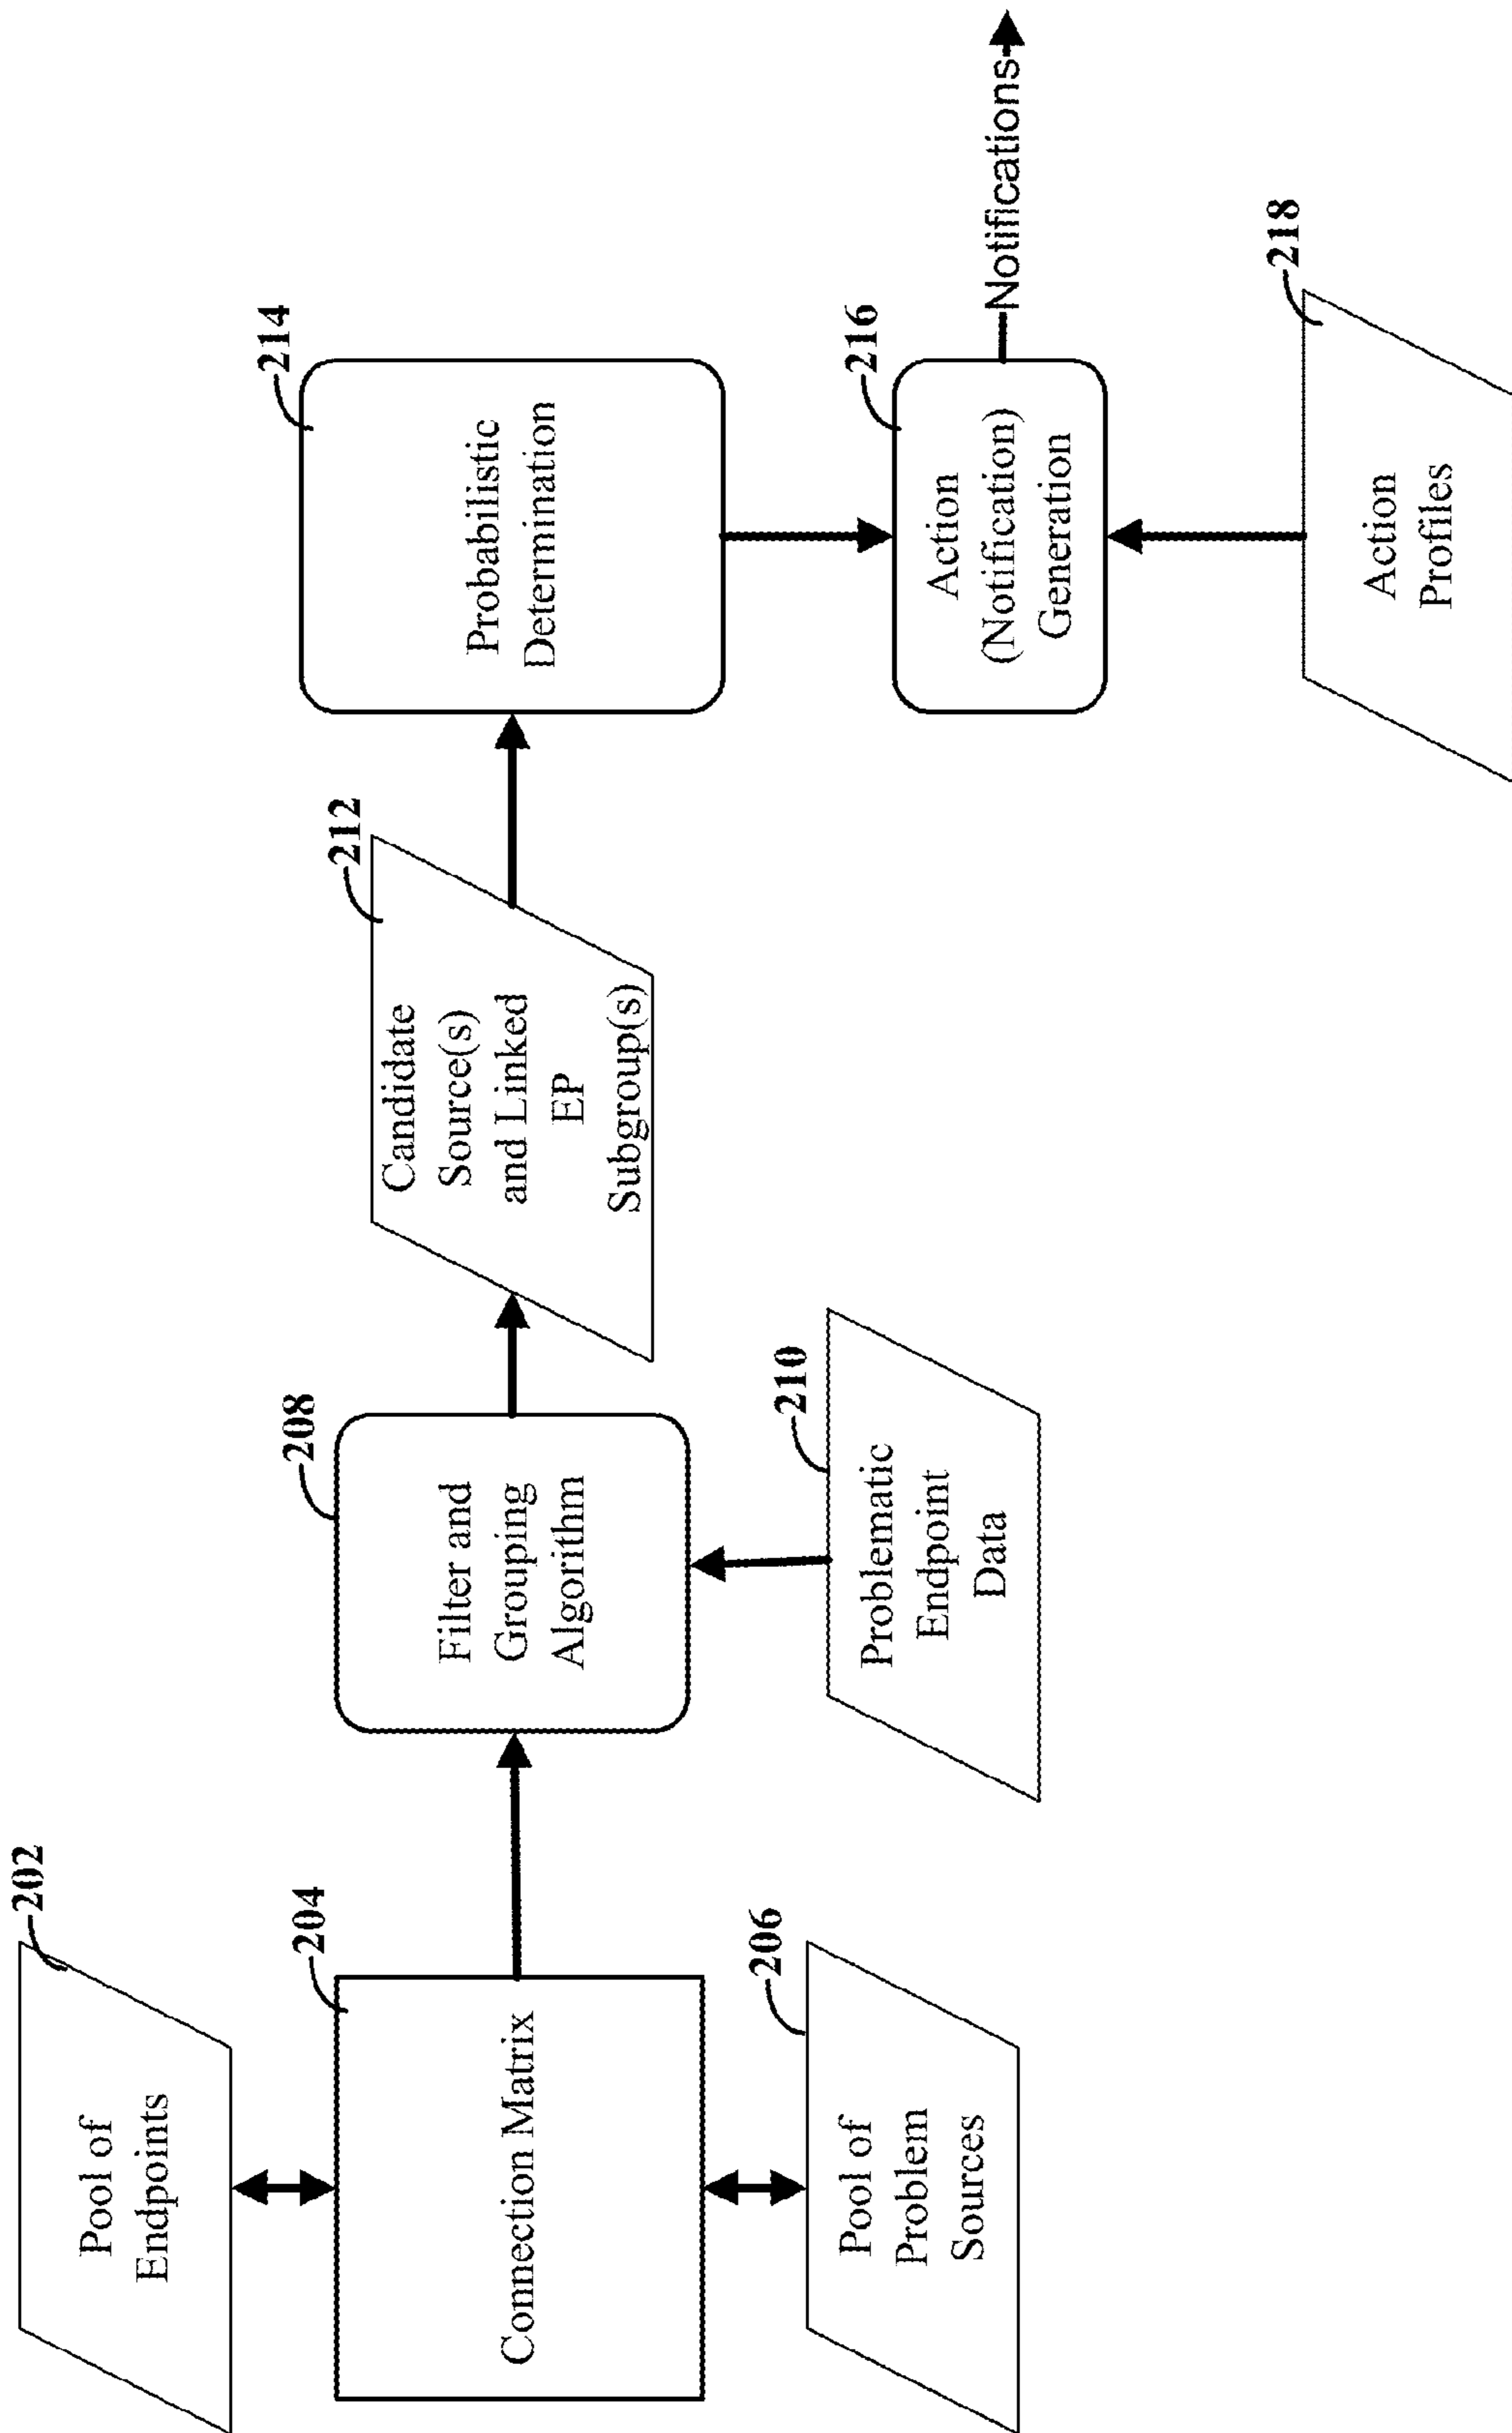 202
Pool of
Endpoints
204
Connection Matrix
206
Pool of
Problem
Sources
208
Filter and
Grouping
Algorithm
210
Problematic
Endpoint
Data
212
Candidate
Source(s)
and Linked
EP
Subgroup(s)
214
Probabilistic
Determination
216
Action
(Notification)
Generation
Notifications
218
Action
Profiles